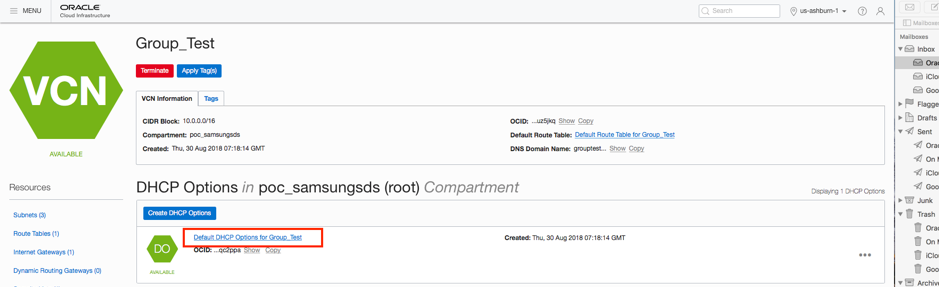 MENU
ORACLE
Cloud Infrastructure
Search
us-ashburn-1
Mailboxes
Mailboxes
Inbox
Orac
iClou
Goo
Flagge
Drafts
Sent
On M
iClou
Goo
Junk
Trash
Orac
On M
iClou
Goo
Archive
Group_Test
Terminate
Apply Tag(s)
VCN
AVAILABLE
VCN Information
Tags
CIDR Block: 10.0.0.0/16
Compartment: poc_samsungsds
Created: Thu, 30 Aug 2018 07:18:14 GMT
OCID: ...uz5jkq Show Copy
Default Route Table: Default Route Table for Group_Test
DNS Domain Name: grouptest... Show Copy
Resources
Subnets (3)
Route Tables (1)
Internet Gateways (1)
Dynamic Routing Gateways (0)
DHCP Options in poc_samsungsds (root) Compartment
Displaying 1 DHCP Options
Create DHCP Options
DO
AVAILABLE
Default DHCP Options for Group_Test
OCID: ...qc2ppa Show Copy
Created: Thu, 30 Aug 2018 07:18:14 GMT